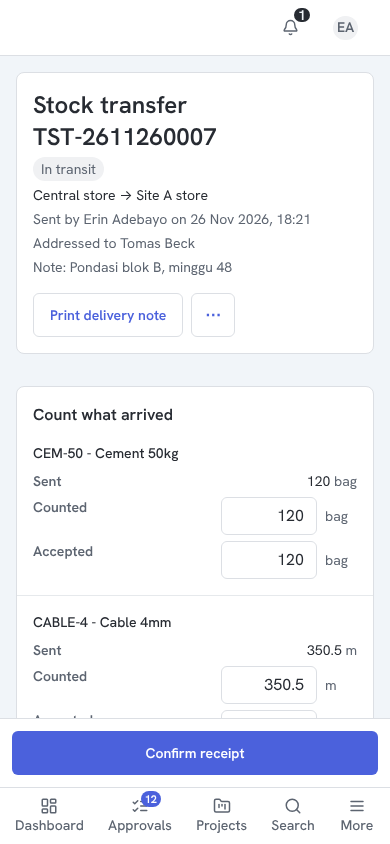 1
EA
Stock transfer
TST-2611260007
In transit
Central store → Site A store
Sent by Erin Adebayo on 26 Nov 2026, 18:21
Addressed to Tomas Beck
Note: Pondasi blok B, minggu 48
Print delivery note ...
Count what arrived
CEM-50 - Cement 50kg
Sent 120 bag
Counted 120 bag
Accepted 120 bag
CABLE-4 - Cable 4mm
Sent 350.5 m
Counted 350.5 m
Confirm receipt
12
Dashboard Approvals Projects Search More